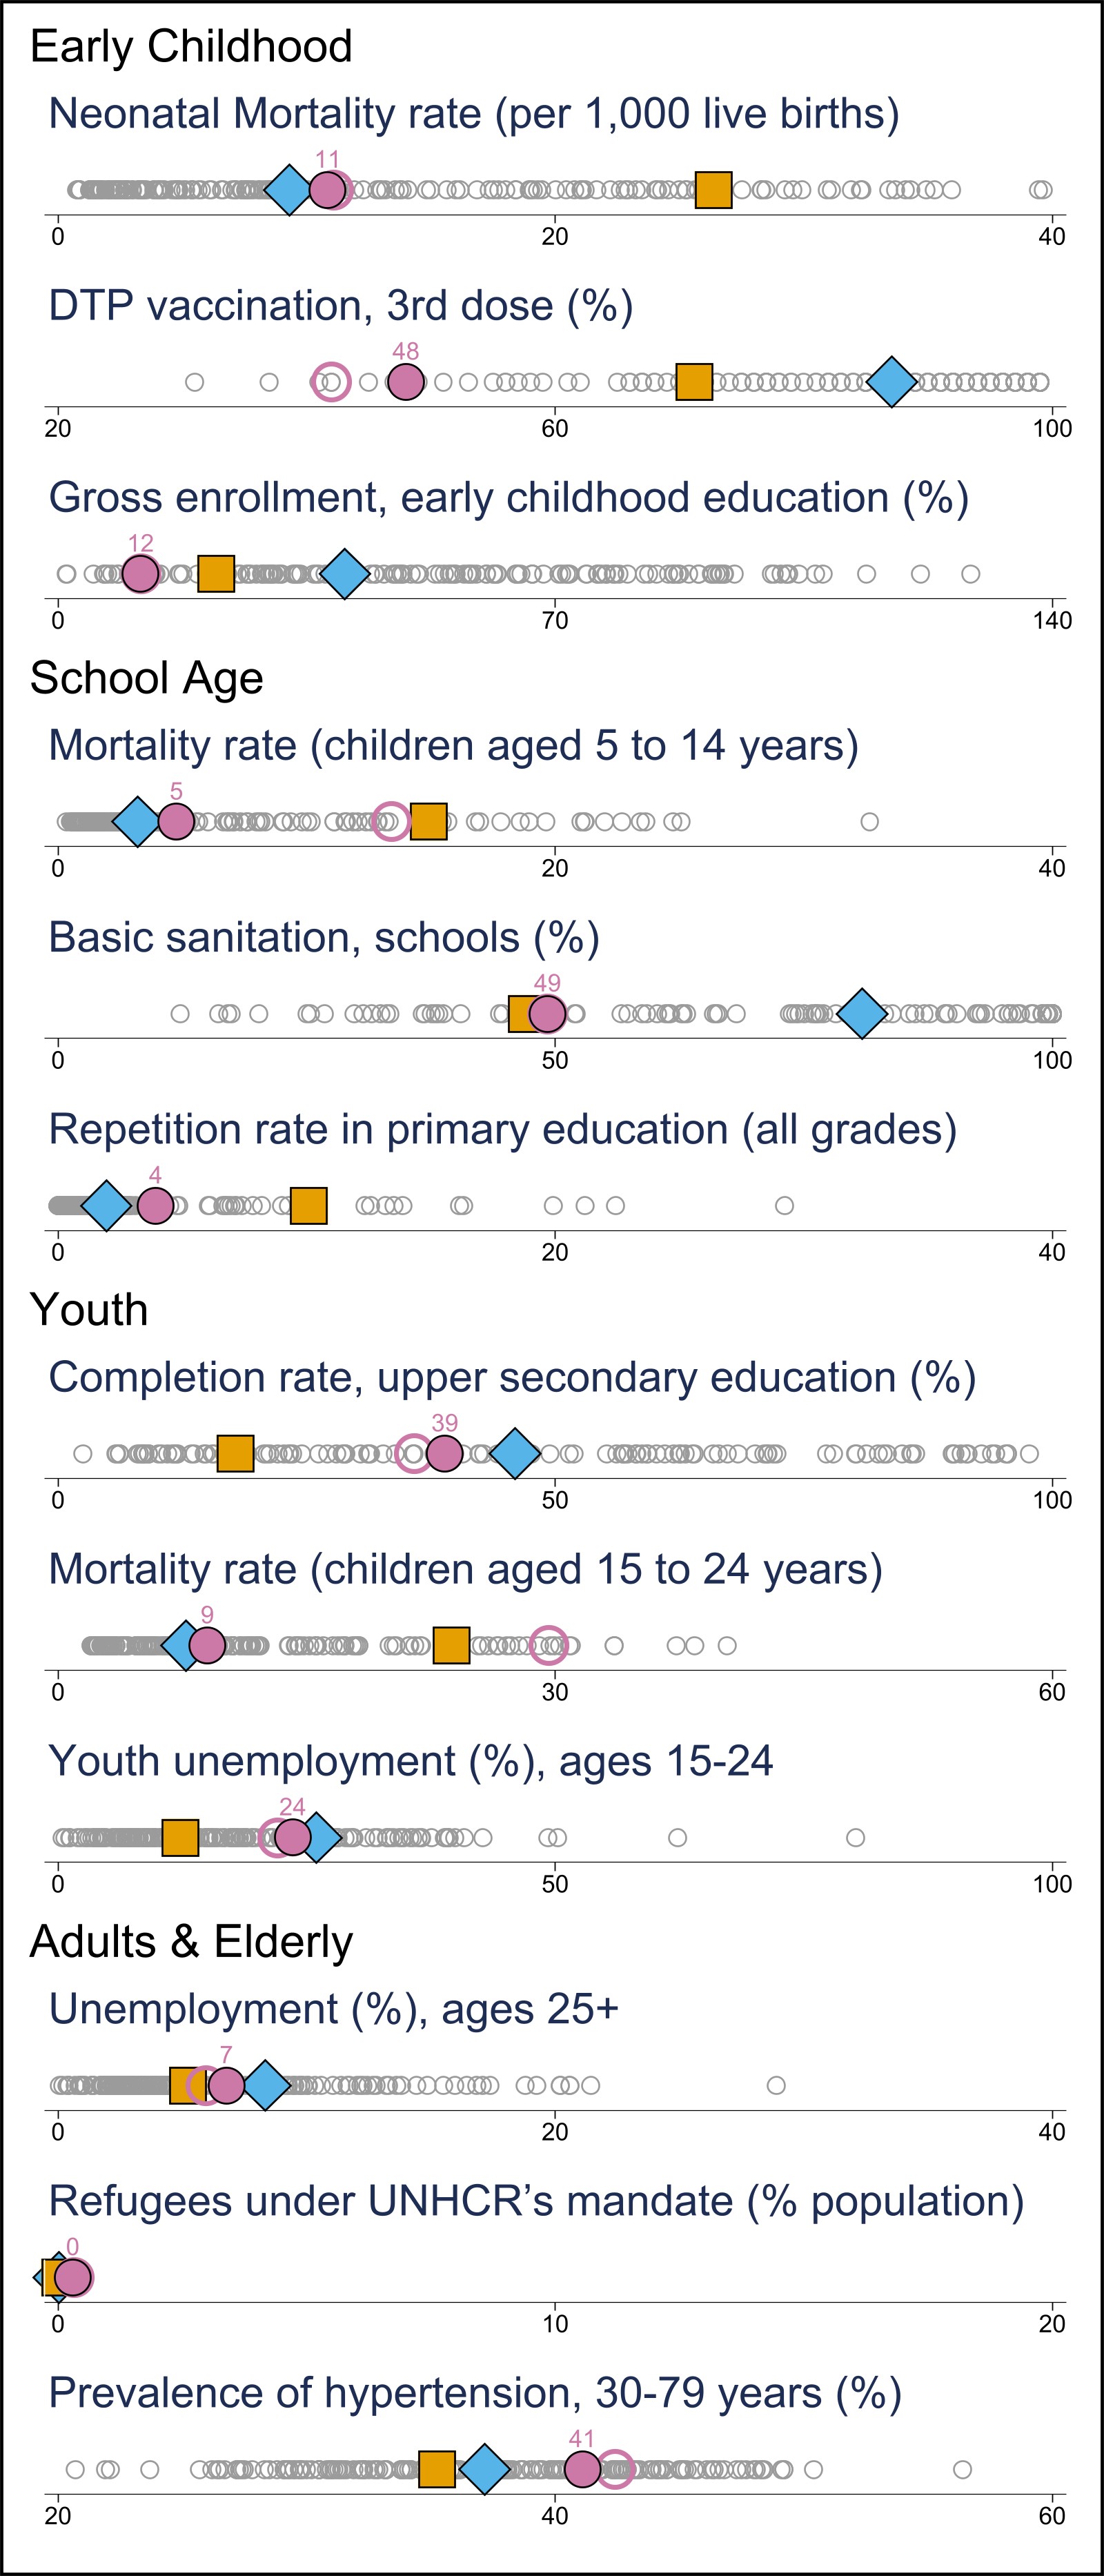 Early Childhood
Neonatal Mortality rate (per 1,000 live births)
11
0 20 40
DTP vaccination, 3rd dose (%)
48
20 60 100
Gross enrollment, early childhood education (%)
12
0 70 140
School Age
Mortality rate (children aged 5 to 14 years)
5
0 20 40
Basic sanitation, schools (%)
49
0 50 100
Repetition rate in primary education (all grades)
4
0 20 40
Youth
Completion rate, upper secondary education (%)
39
0 50 100
Mortality rate (children aged 15 to 24 years)
9
0 30 60
Youth unemployment (%), ages 15-24
24
0 50 100
Adults & Elderly
Unemployment (%), ages 25+
7
0 20 40
Refugees under UNHCR’s mandate (% population)
0
0 10 20
Prevalence of hypertension, 30-79 years (%)
41
20 40 60